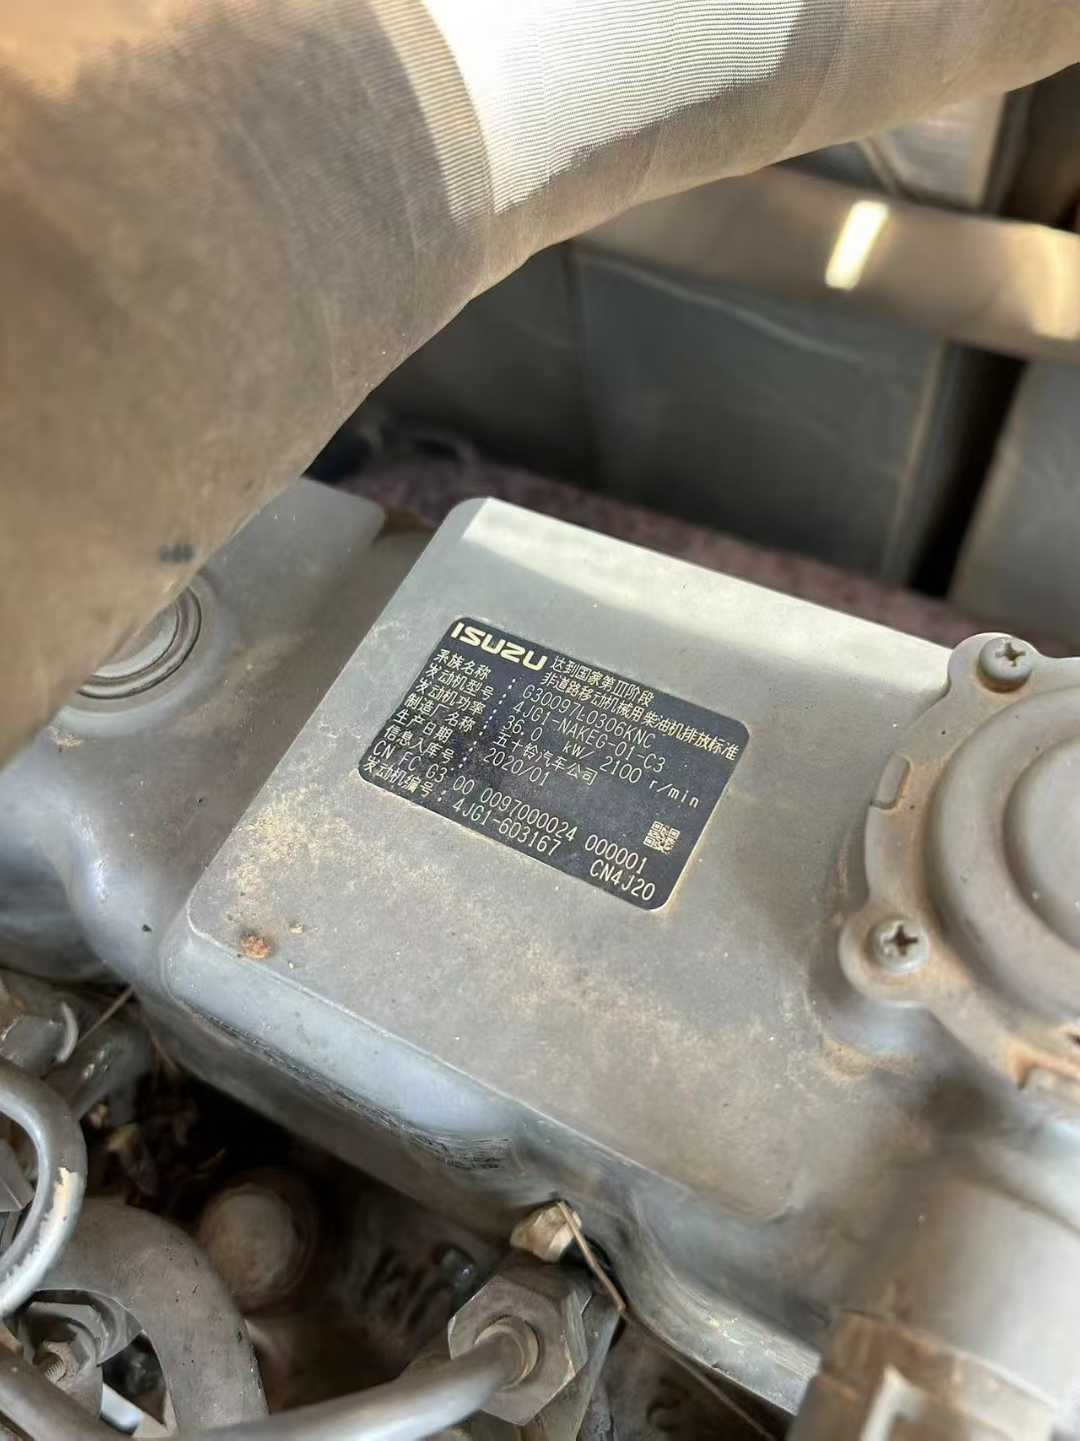 ISUZU 达到国家第III阶段
非道路移动机械用柴油机排放标准
系族名称 : G30097L0306KNC
发动机型号 : 4JG1-NAKEG-01-C3
发动机功率 : 36.0 kW/ 2100 r/min
制造厂名称 : 五十铃汽车公司
生产日期 : 2020/01
信息入库号 :
CN FC G3 00 0097000024 000001
发动机编号 : 4JG1-603167 CN4J20